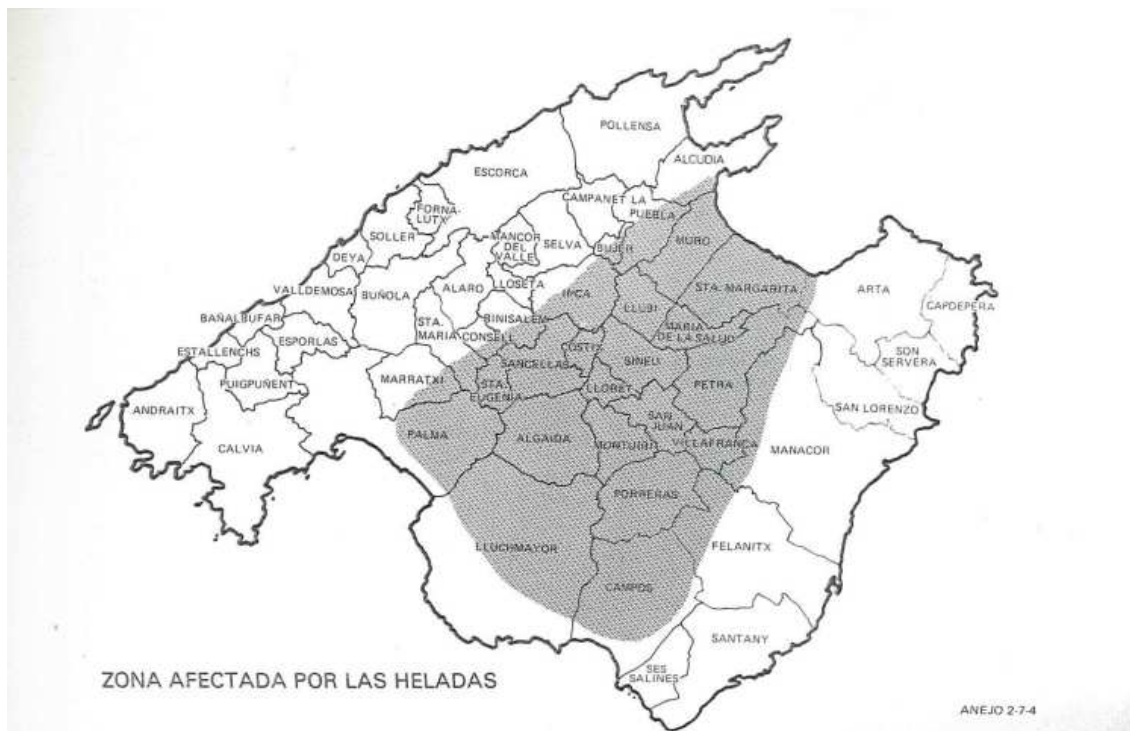 POLLENSA
ALCUDIA
ESCORCA
CAMPANET
LA
PUEBLA
FORNA-
LUTX
SOLLER
MANCOR
DEL
VALLE
SELVA
BUJER
MURO
DEYA
LLOSETA
INCA
VALLDEMOSA
BUÑOLA
ALARO
STA. MARGARITA
ARTA
CAPDEPERA
LLUBI
BAÑALBUFAR
STA.
MARIA
BINISALEM
CONSELL
MARIA
DE LA SALUD
ESTALLENCHS
ESPORLAS
COSTIX
SINEU
SON
SERVERA
SANCELLAS
PUIGPUÑENT
MARRATXI
STA.
EUGENIA
LLORET
PETRA
ANDRAITX
SAN LORENZO
SAN
JUAN
PALMA
ALGAIDA
MONTUIRI
VILLAFRANCA
CALVIA
MANACOR
PORRERAS
LLUCHMAYOR
FELANITX
CAMPOS
SANTANY
SES
SALINES
ZONA AFECTADA POR LAS HELADAS
ANEJO 2-7-4